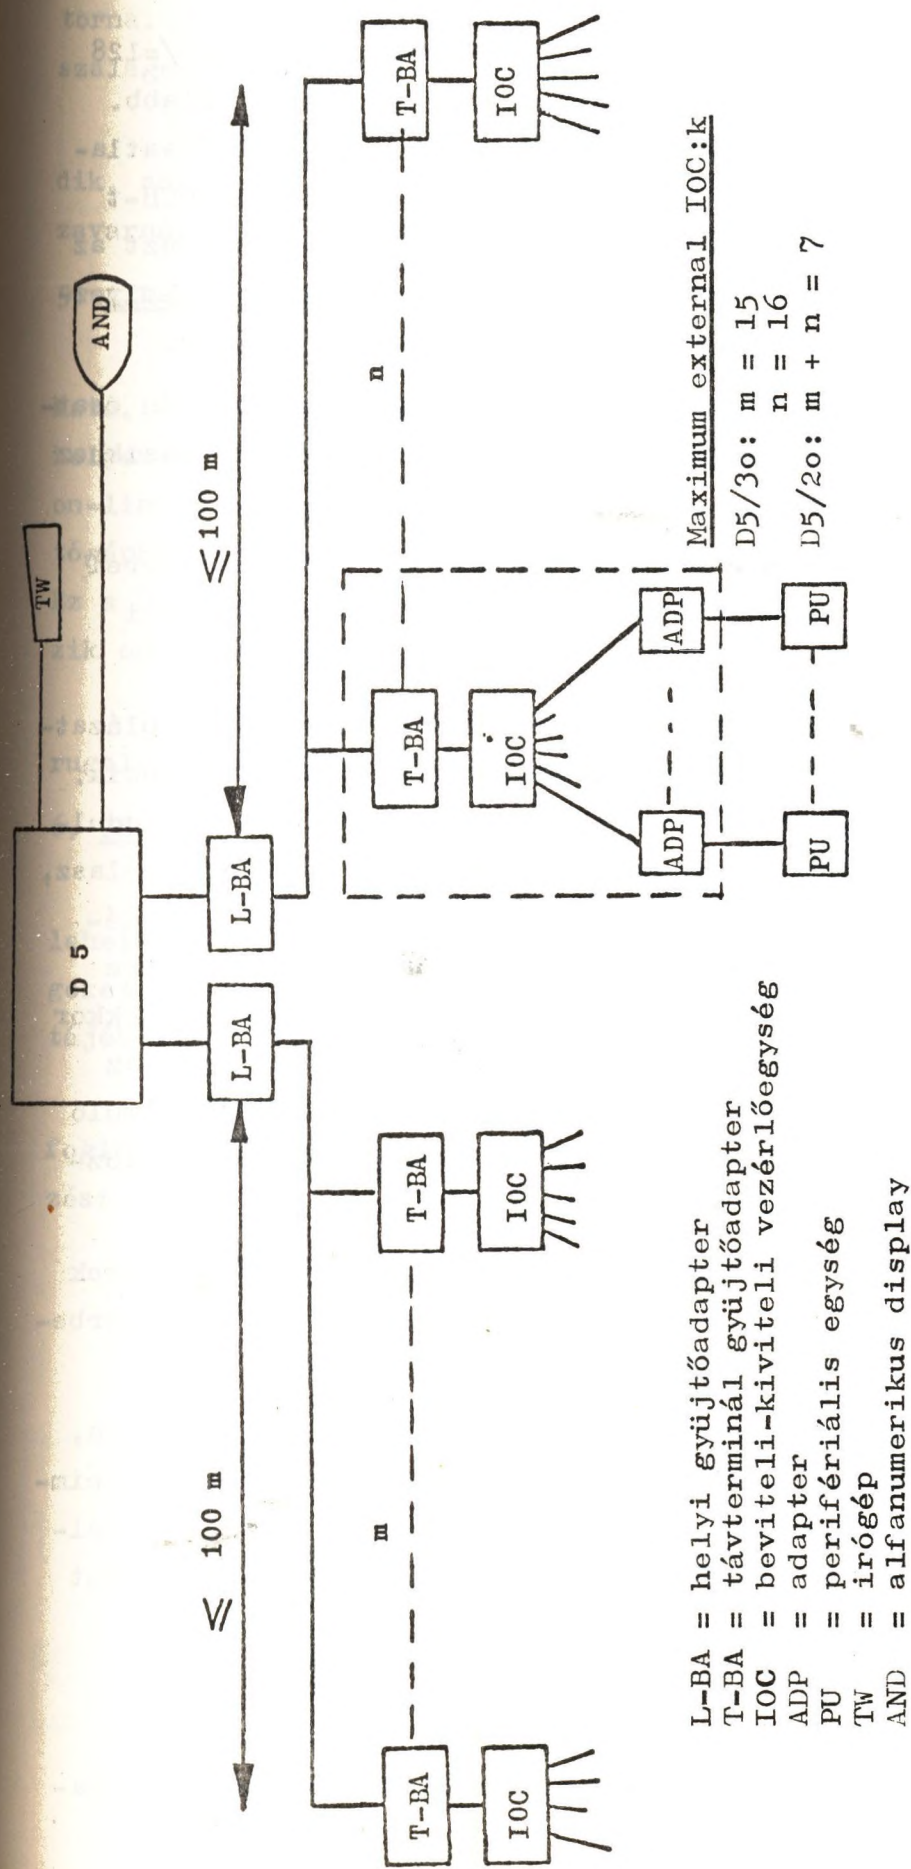 TW
AND
D 5
L-BA
L-BA
≤ 100 m
≤ 100 m
T-BA
m
T-BA
T-BA
n
T-BA
IOC
IOC
IOC
IOC
ADP
ADP
PU
PU
Maximum external IOC:k
D5/3o: m = 15
n = 16
D5/2o: m + n = 7
L-BA = helyi gyüjtőadapter
T-BA = távterminál gyüjtőadapter
IOC = beviteli-kiviteli vezérlőegység
ADP = adapter
PU = perifériális egység
TW = irógép
AND = alfanumerikus display